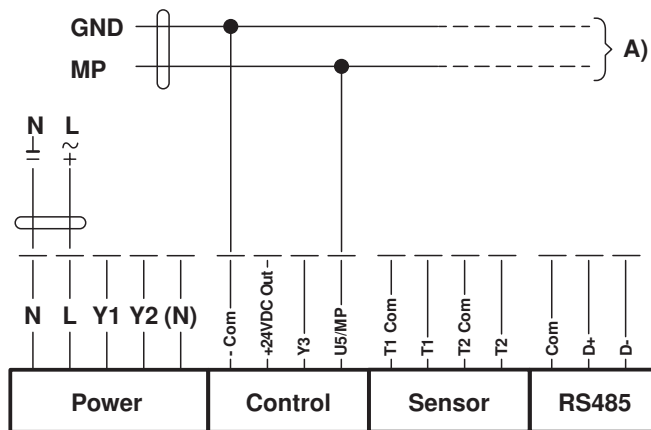 GND
MP
A)
N L
⊥ ~
= +
N L Y1 Y2 (N)
- Com
+24VDC Out -
Y3
U5/MP
T1 Com
T1
T2 Com
T2
Com
D+
D-
Power Control Sensor RS485